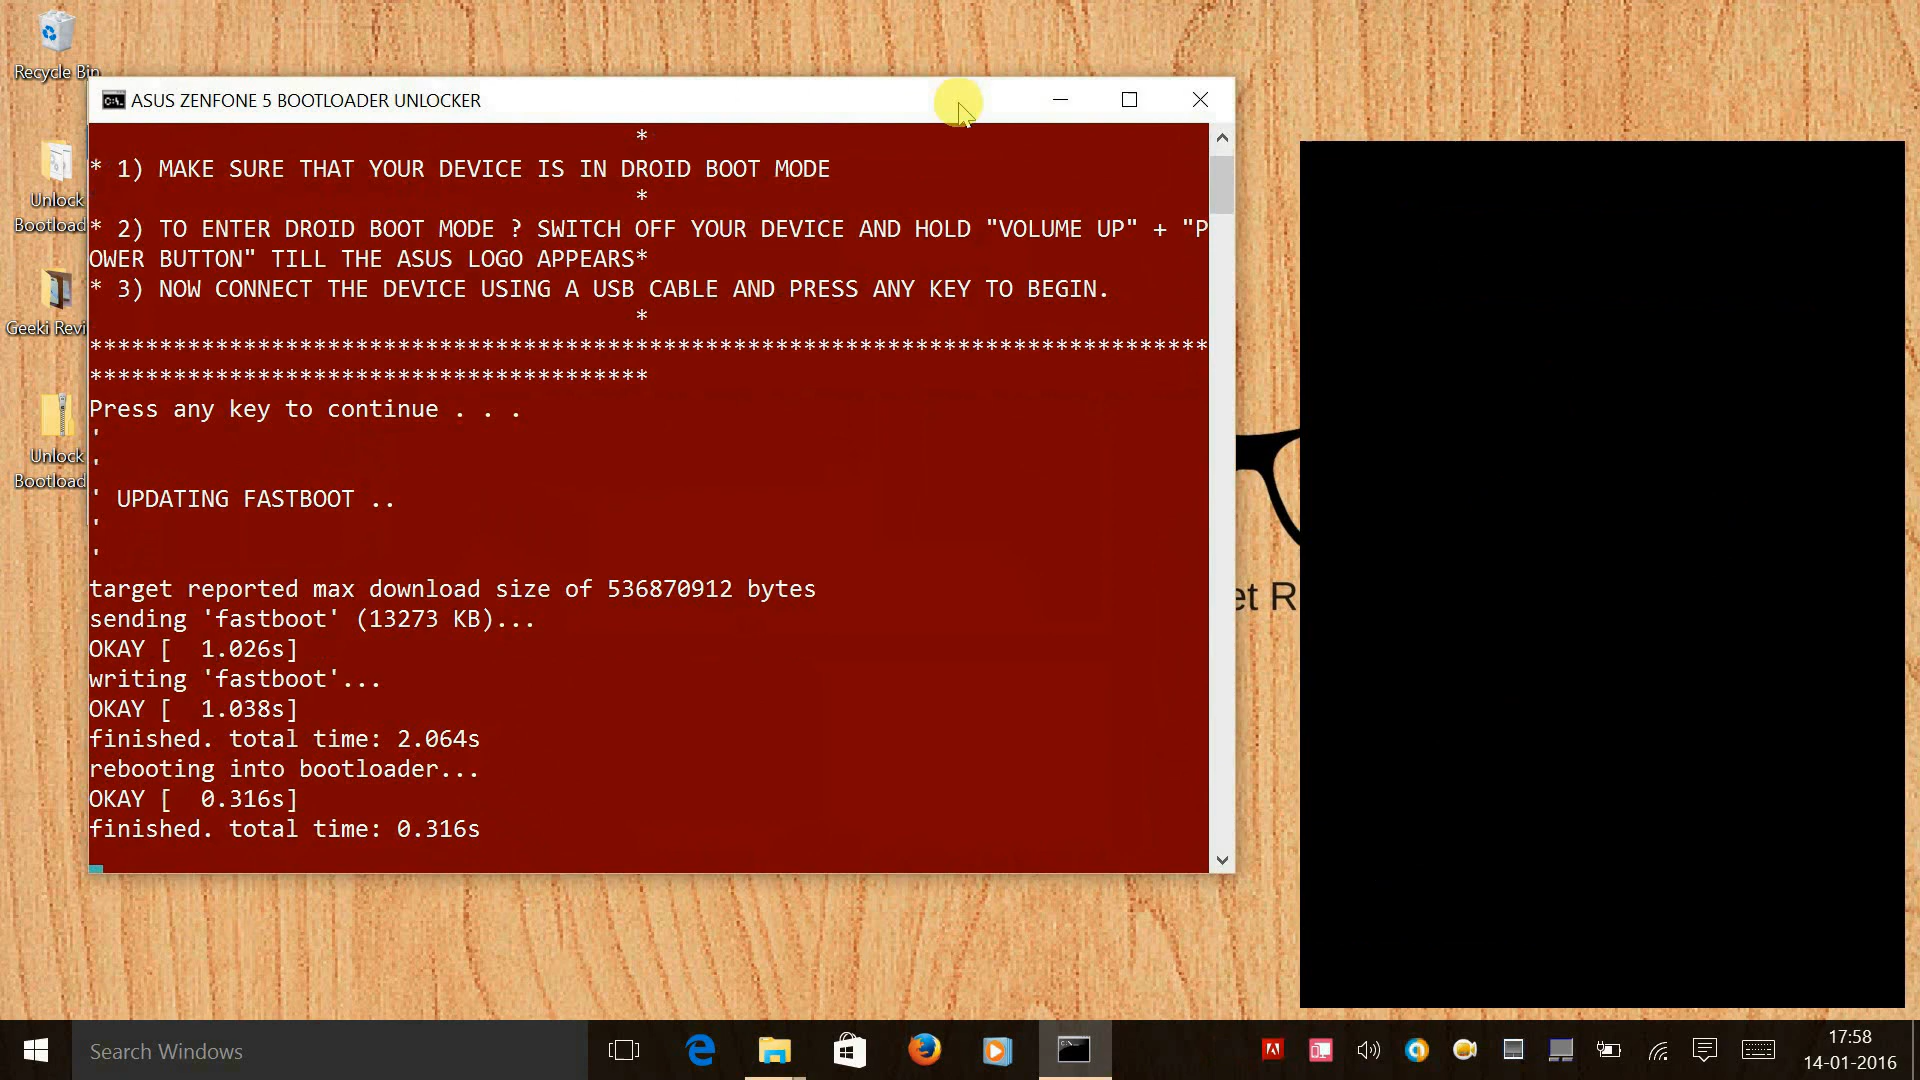 Recycle Bin
Unlock
Bootload
Geeki Revi
Unlock
Bootload
ASUS ZENFONE 5 BOOTLOADER UNLOCKER
*
* 1) MAKE SURE THAT YOUR DEVICE IS IN DROID BOOT MODE
*
* 2) TO ENTER DROID BOOT MODE ? SWITCH OFF YOUR DEVICE AND HOLD "VOLUME UP" + "P
OWER BUTTON" TILL THE ASUS LOGO APPEARS*
* 3) NOW CONNECT THE DEVICE USING A USB CABLE AND PRESS ANY KEY TO BEGIN.
*
********************************************************************************
****************************************
Press any key to continue . . .
'
'
' UPDATING FASTBOOT ..
'
'
target reported max download size of 536870912 bytes
sending 'fastboot' (13273 KB)...
OKAY [  1.026s]
writing 'fastboot'...
OKAY [  1.038s]
finished. total time: 2.064s
rebooting into bootloader...
OKAY [  0.316s]
finished. total time: 0.316s
et R
Search Windows
17:58
14-01-2016